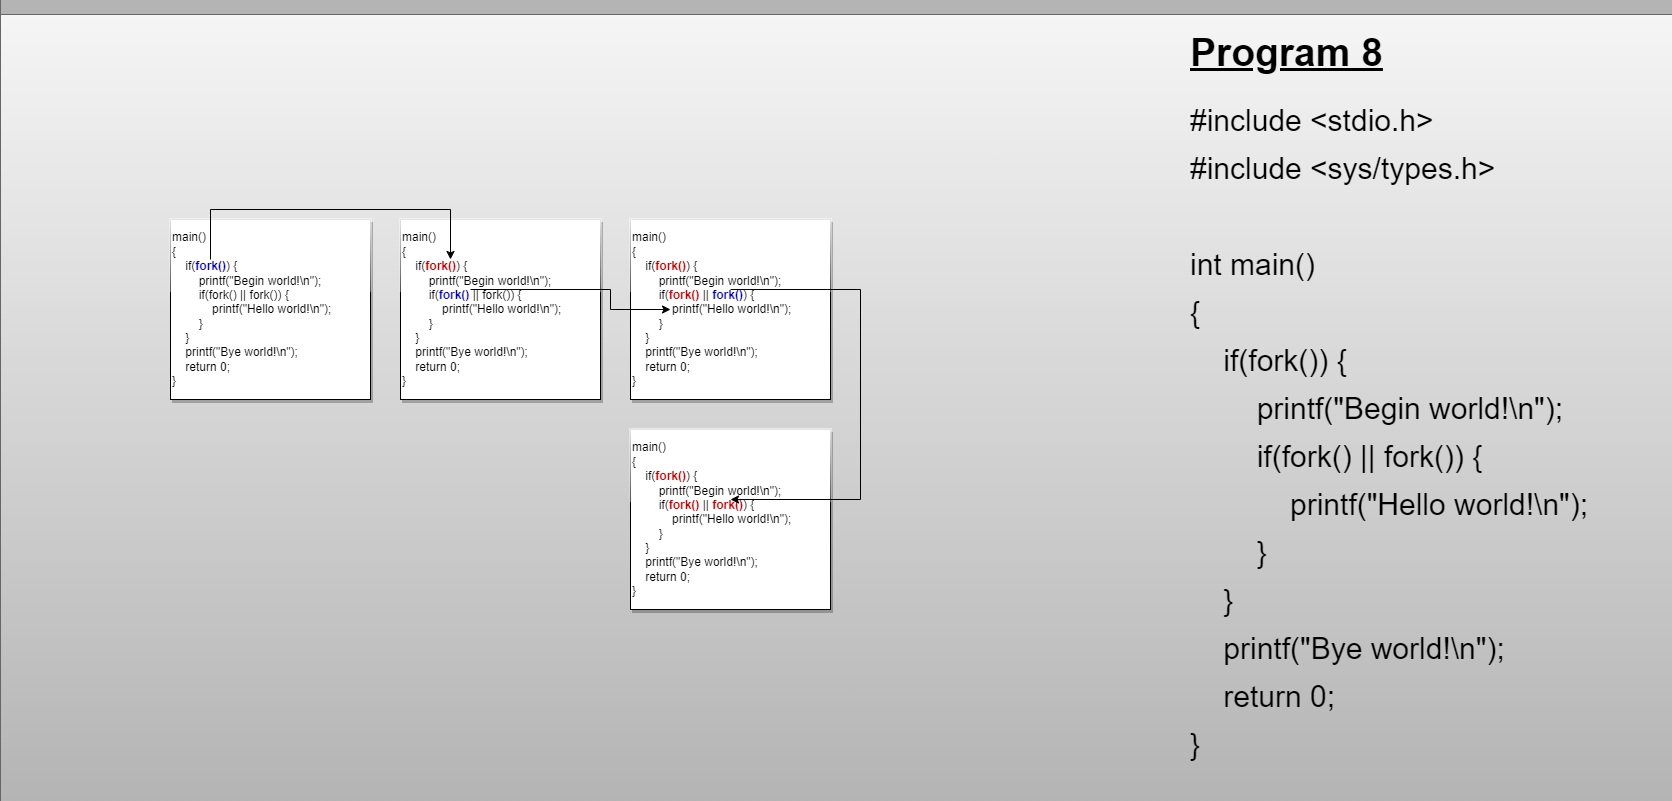 Program 8
#include <stdio.h>
#include <sys/types.h>
int main()
{
if(fork()) {
printf("Begin world!\n");
if(fork() || fork()) {
printf("Hello world!\n");
}
}
printf("Bye world!\n");
return 0;
}
main()
{
if(fork()) {
printf("Begin world!\n");
if(fork() || fork()) {
printf("Hello world!\n");
}
}
printf("Bye world!\n");
return 0;
}
main()
{
if(fork()) {
printf("Begin world!\n");
if(fork() || fork()) {
printf("Hello world!\n");
}
}
printf("Bye world!\n");
return 0;
}
main()
{
if(fork()) {
printf("Begin world!\n");
if(fork() || fork()) {
printf("Hello world!\n");
}
}
printf("Bye world!\n");
return 0;
}
main()
{
if(fork()) {
printf("Begin world!\n");
if(fork() || fork()) {
printf("Hello world!\n");
}
}
printf("Bye world!\n");
return 0;
}